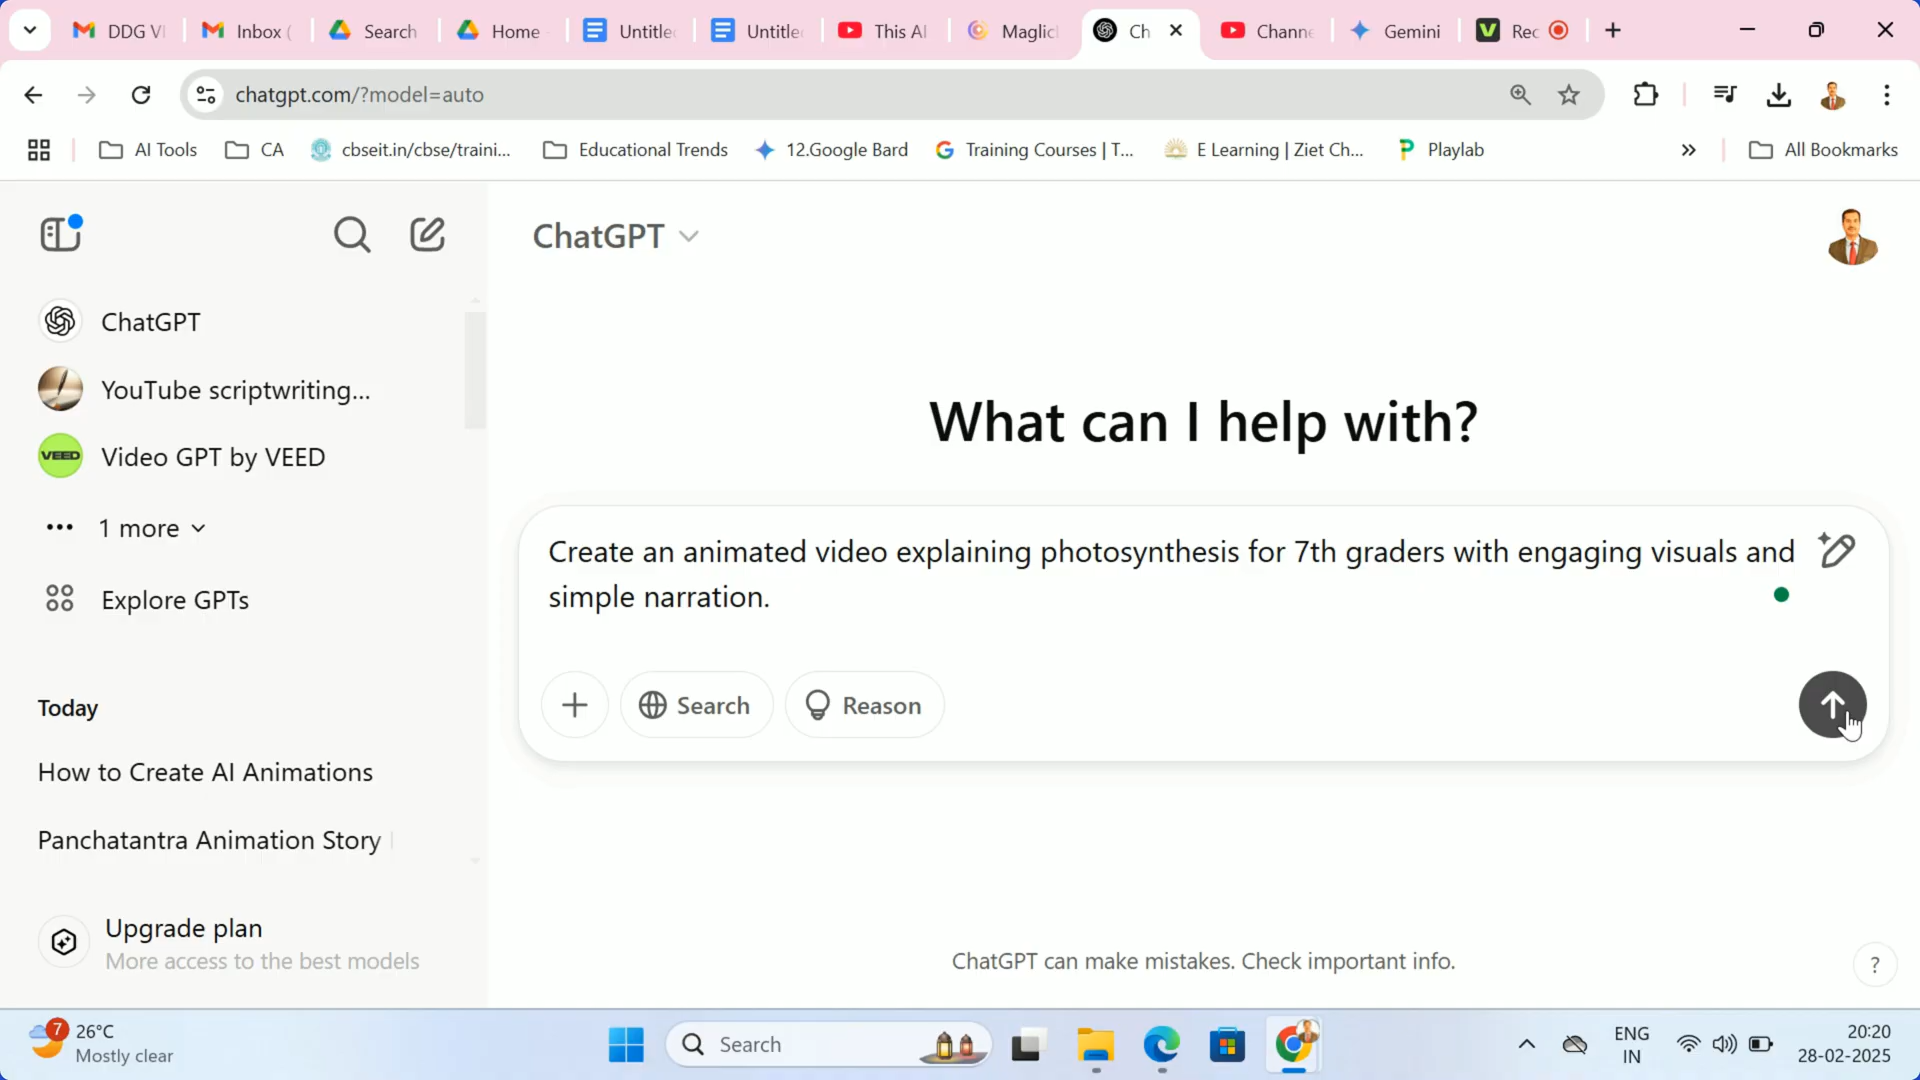 DDG VI
Inbox (
Search
Home
Untitle
Untitle
This AI
Maglic
Ch
Chann
Gemini
Rec
chatgpt.com/?model=auto
AI Tools
CA
cbseit.in/cbse/traini...
Educational Trends
12.Google Bard
Training Courses | T...
E Learning | Ziet Ch...
Playlab
All Bookmarks
ChatGPT
ChatGPT
YouTube scriptwriting...
VEED
Video GPT by VEED
1 more
Explore GPTs
Today
How to Create AI Animations
Panchatantra Animation Story
Upgrade plan
More access to the best models
What can I help with?
Create an animated video explaining photosynthesis for 7th graders with engaging visuals and
simple narration.
Search
Reason
ChatGPT can make mistakes. Check important info.
?
7
26°C
Mostly clear
Search
ENG
IN
20:20
28-02-2025